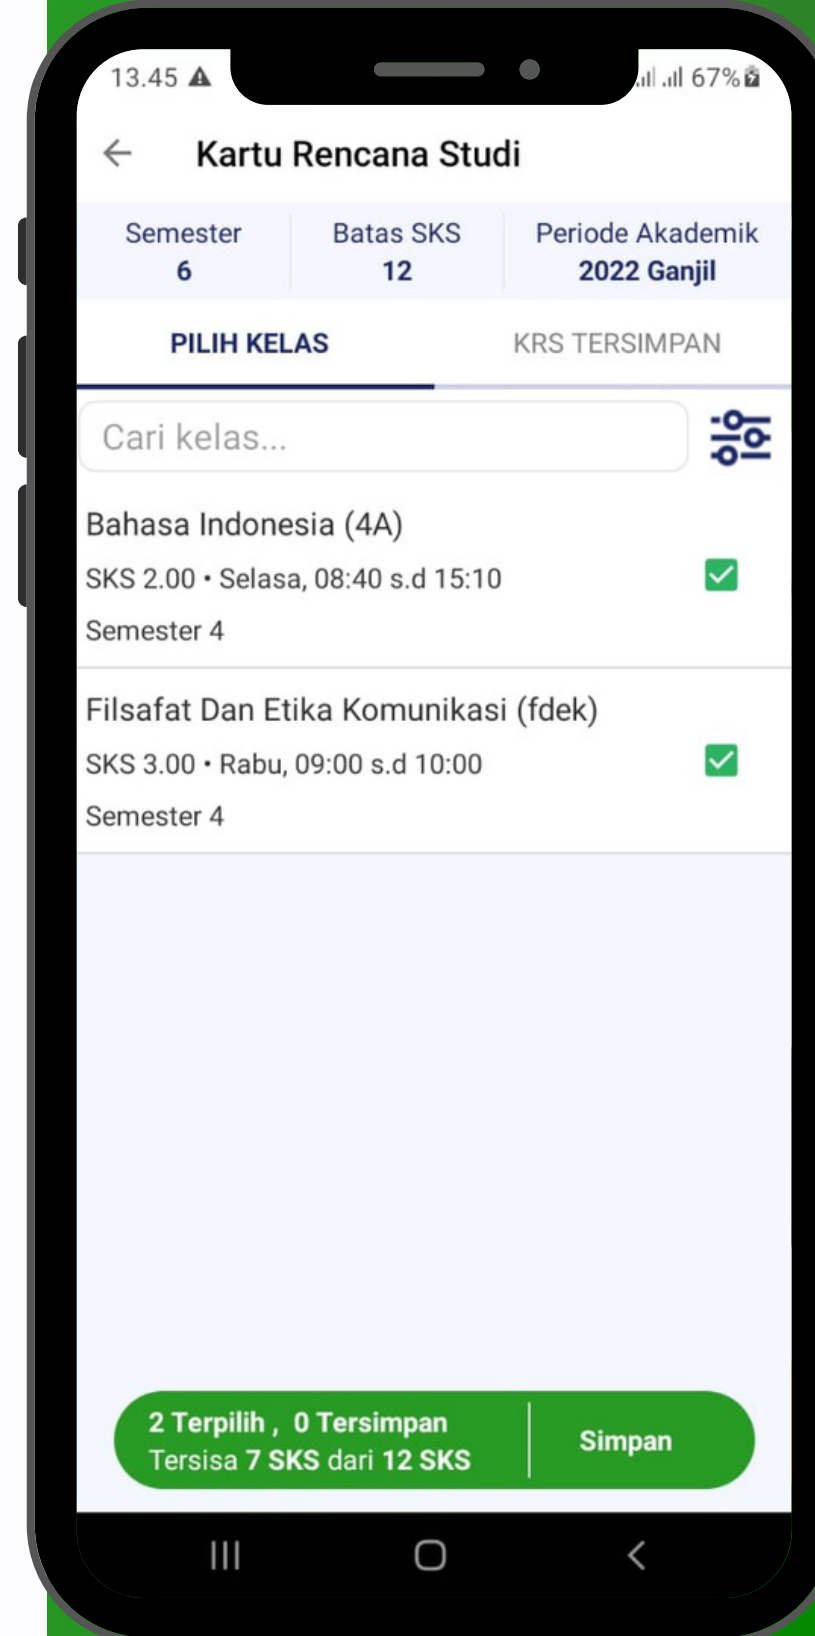 13.45
67%
Kartu Rencana Studi
Semester
6
Batas SKS
12
Periode Akademik
2022 Ganjil
PILIH KELAS
KRS TERSIMPAN
Cari kelas...
Bahasa Indonesia (4A)
SKS 2.00 • Selasa, 08:40 s.d 15:10
Semester 4
Filsafat Dan Etika Komunikasi (fdek)
SKS 3.00 • Rabu, 09:00 s.d 10:00
Semester 4
2 Terpilih , 0 Tersimpan
Tersisa 7 SKS dari 12 SKS
Simpan